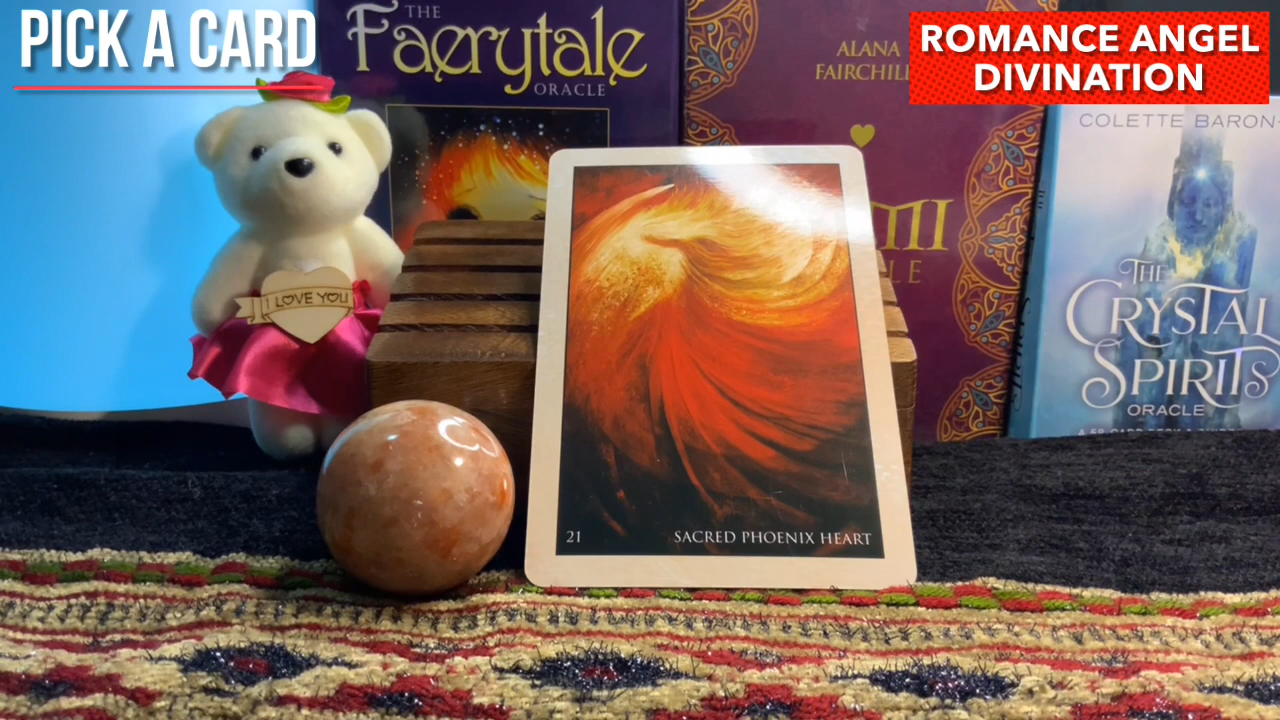 PICK A CARD
ROMANCE ANGEL
DIVINATION
THE
Faerytale
ORACLE
ALANA
COLETTE BARON-
I LOVE YOU
THE
CRYSTAL
SPIRITS
ORACLE
21
SACRED PHOENIX HEART